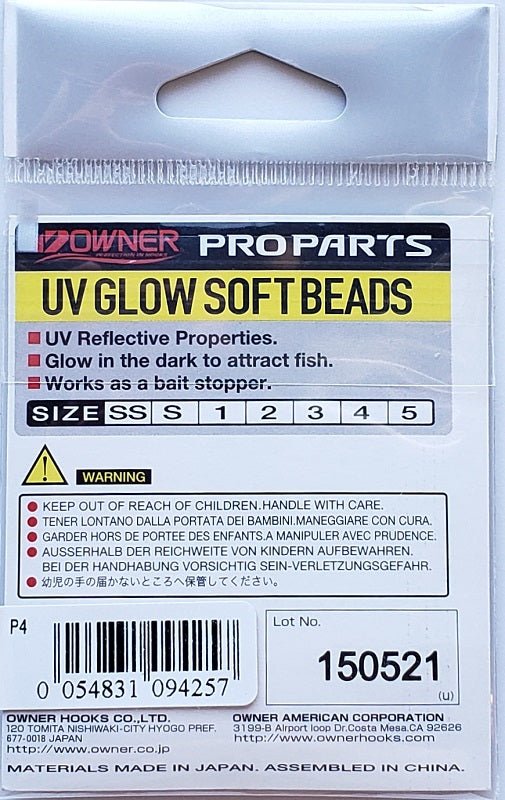 OWNER PROPARTS
PERFECTION IN HOOKS
UV GLOW SOFT BEADS
UV Reflective Properties.
Glow in the dark to attract fish.
Works as a bait stopper.
SIZE SS S 1 2 3 4 5
WARNING
KEEP OUT OF REACH OF CHILDREN.HANDLE WITH CARE.
TENER LONTANO DALLA PORTATA DEI BAMBINI.MANEGGIARE CON CURA.
GARDER HORS DE PORTEE DES ENFANTS.A MANIPULER AVEC PRUDENCE.
AUSSERHALB DER REICHWEITE VON KINDERN AUFBEWAHREN.
BEI DER HANDHABUNG VORSICHTIG SEIN-VERLETZUNGSGEFAHR.
幼児の手の届かないところへ保管してください。
P4
0 054831 094257
Lot No.
150521
(u)
OWNER HOOKS CO.,LTD.
120 TOMITA NISHIWAKI-CITY HYOGO PREF.
677-0018 JAPAN
http://www.owner.co.jp
OWNER AMERICAN CORPORATION
3199-B Airport loop Dr.Costa Mesa.CA 92626
http://www.ownerhooks.com
MATERIALS MADE IN JAPAN. ASSEMBLED IN CHINA.